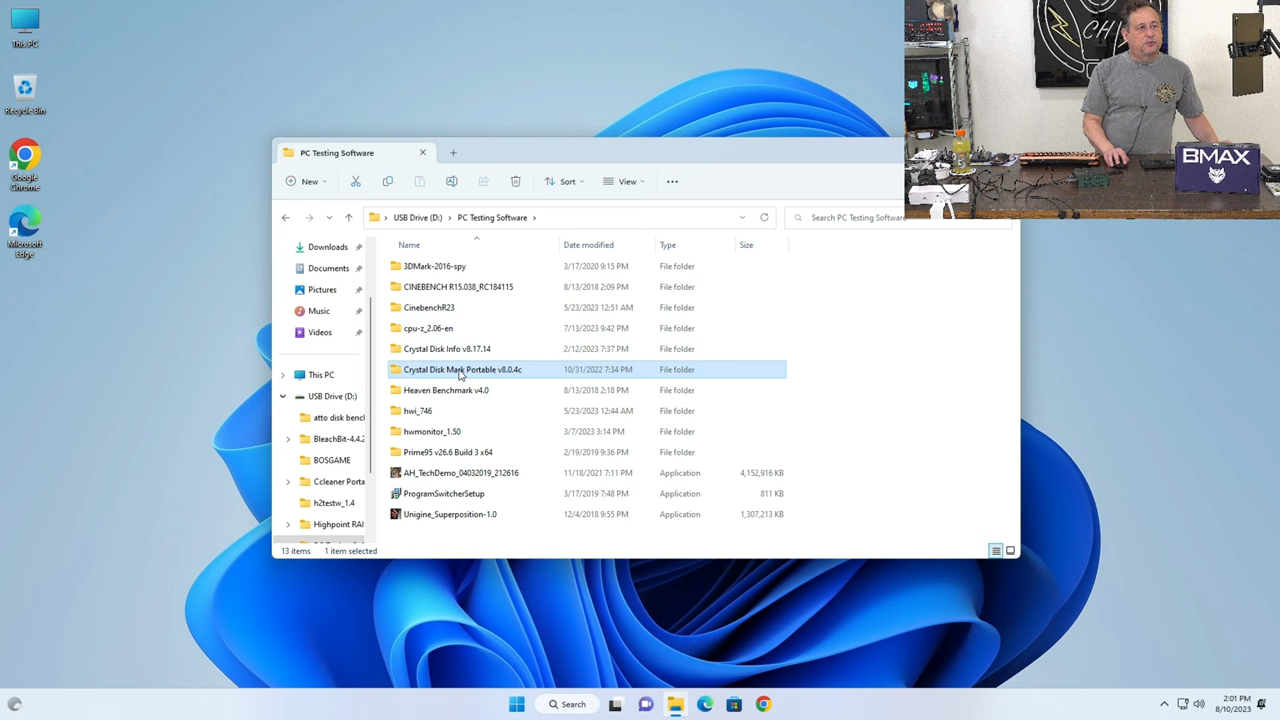 This PC
Recycle Bin
Google
Chrome
Microsoft
Edge
PC Testing Software
New
Sort
View
USB Drive (D:)
PC Testing Software
Search PC Testing Software
Name
Date modified
Type
Size
Downloads
Documents
Pictures
Music
Videos
This PC
USB Drive (D:)
atto disk benc
BleachBit-4.4.2
BOSGAME
Ccleaner Porta
h2testw_1.4
Highpoint RAI
3DMark-2016-spy 3/17/2020 9:15 PM File folder
CINEBENCH R15.038_RC184115 8/13/2018 2:09 PM File folder
CinebenchR23 5/23/2023 12:51 AM File folder
cpu-z_2.06-en 7/13/2023 9:42 PM File folder
Crystal Disk Info v8.17.14 2/12/2023 7:37 PM File folder
Crystal Disk Mark Portable v8.0.4c 10/31/2022 7:34 PM File folder
Heaven Benchmark v4.0 8/13/2018 2:18 PM File folder
hwi_746 5/23/2023 12:44 AM File folder
hwmonitor_1.50 3/7/2023 3:14 PM File folder
Prime95 v26.6 Build 3 x64 2/19/2019 9:36 PM File folder
AH_TechDemo_04032019_212616 11/18/2021 7:11 PM Application 4,152,916 KB
ProgramSwitcherSetup 3/17/2019 7:48 PM Application 811 KB
Unigine_Superposition-1.0 12/4/2018 9:55 PM Application 1,307,213 KB
13 items
1 item selected
CH
BMAX
Search
2:01 PM
8/10/2023